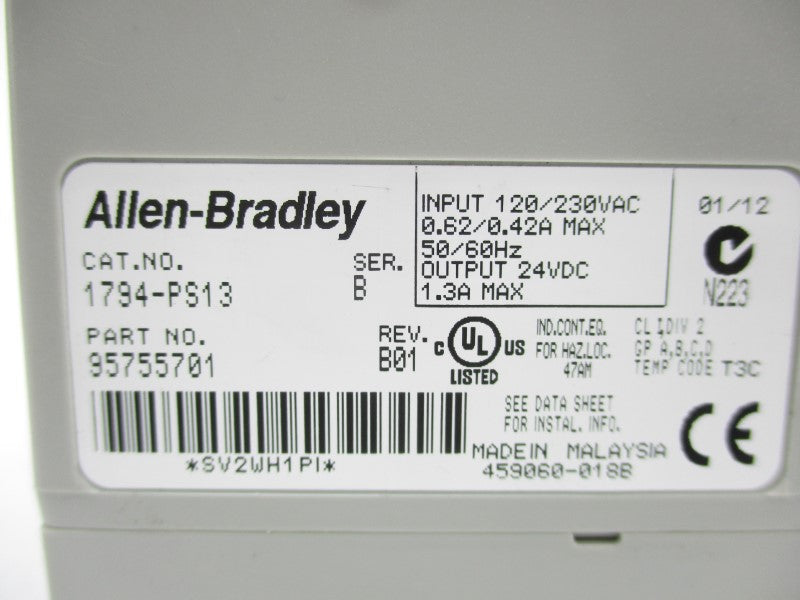 Allen-Bradley
CAT.NO.
SER.
1794-PS13
B
PART NO.
REV.
95755701
B01
*SV2WH1PI*
INPUT 120/230VAC
0.62/0.42A MAX
50/60Hz
OUTPUT 24VDC
1.3A MAX
01/12
N223
C UL US
LISTED
IND.CONT.EQ.
FOR HAZ.LOC.
47AM
CL I,DIV 2
GP A,B,C,D
TEMP CODE T3C
SEE DATA SHEET
FOR INSTAL. INFO.
MADE IN MALAYSIA
459060-018B
CE